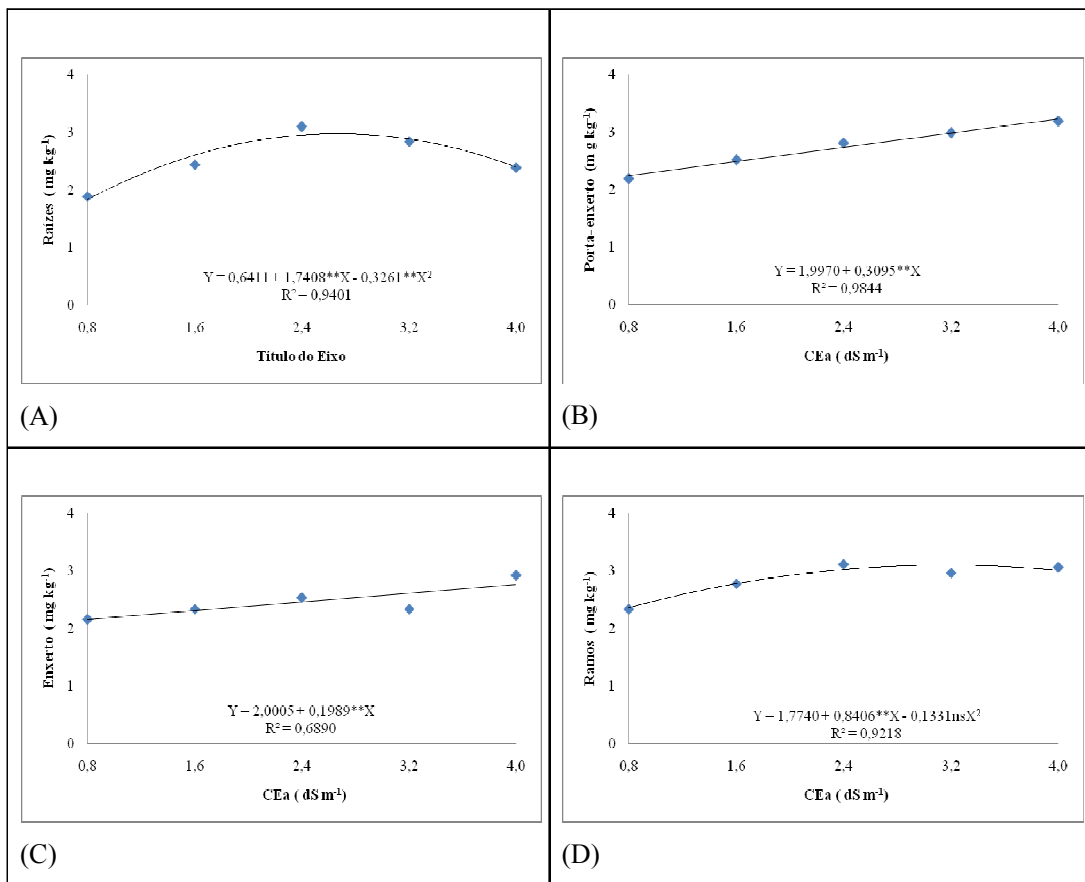 4
3
2
1
0
Raízes ( mg kg-1)
Y = 0,6411 + 1,7408**X - 0,3261**X²
R² = 0,9401
0,8 1,6 2,4 3,2 4,0
Título do Eixo
(A)
4
3
2
1
0
Porta- enxerto (m g kg-1)
Y = 1,9970 + 0,3095**X
R² = 0,9844
0,8 1,6 2,4 3,2 4,0
CEa ( dS m-1)
(B)
4
3
2
1
0
Enxerto ( mg kg-1)
Y = 2,0005 + 0,1989**X
R² = 0,6890
0,8 1,6 2,4 3,2 4,0
CEa ( dS m-1)
(C)
4
3
2
1
0
Ramos ( mg kg-1)
Y = 1,7740 + 0,8406**X - 0,1331nsX²
R² = 0,9218
0,8 1,6 2,4 3,2 4,0
CEa ( dS m-1)
(D)